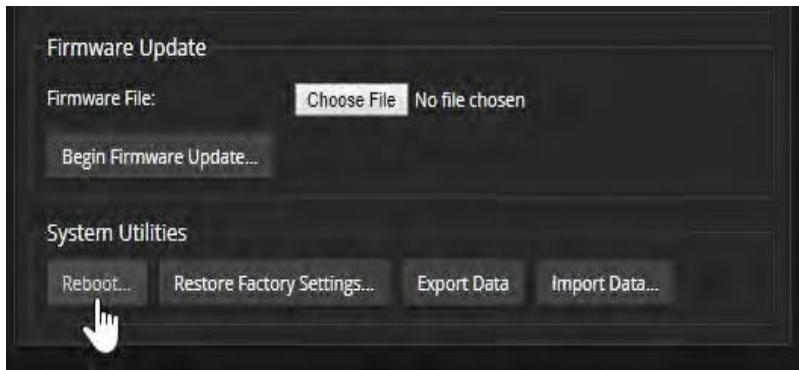 Firmware Update
Firmware File: Choose File No file chosen
Begin Firmware Update...
System Utilities
Reboot... Restore Factory Settings... Export Data Import Data...